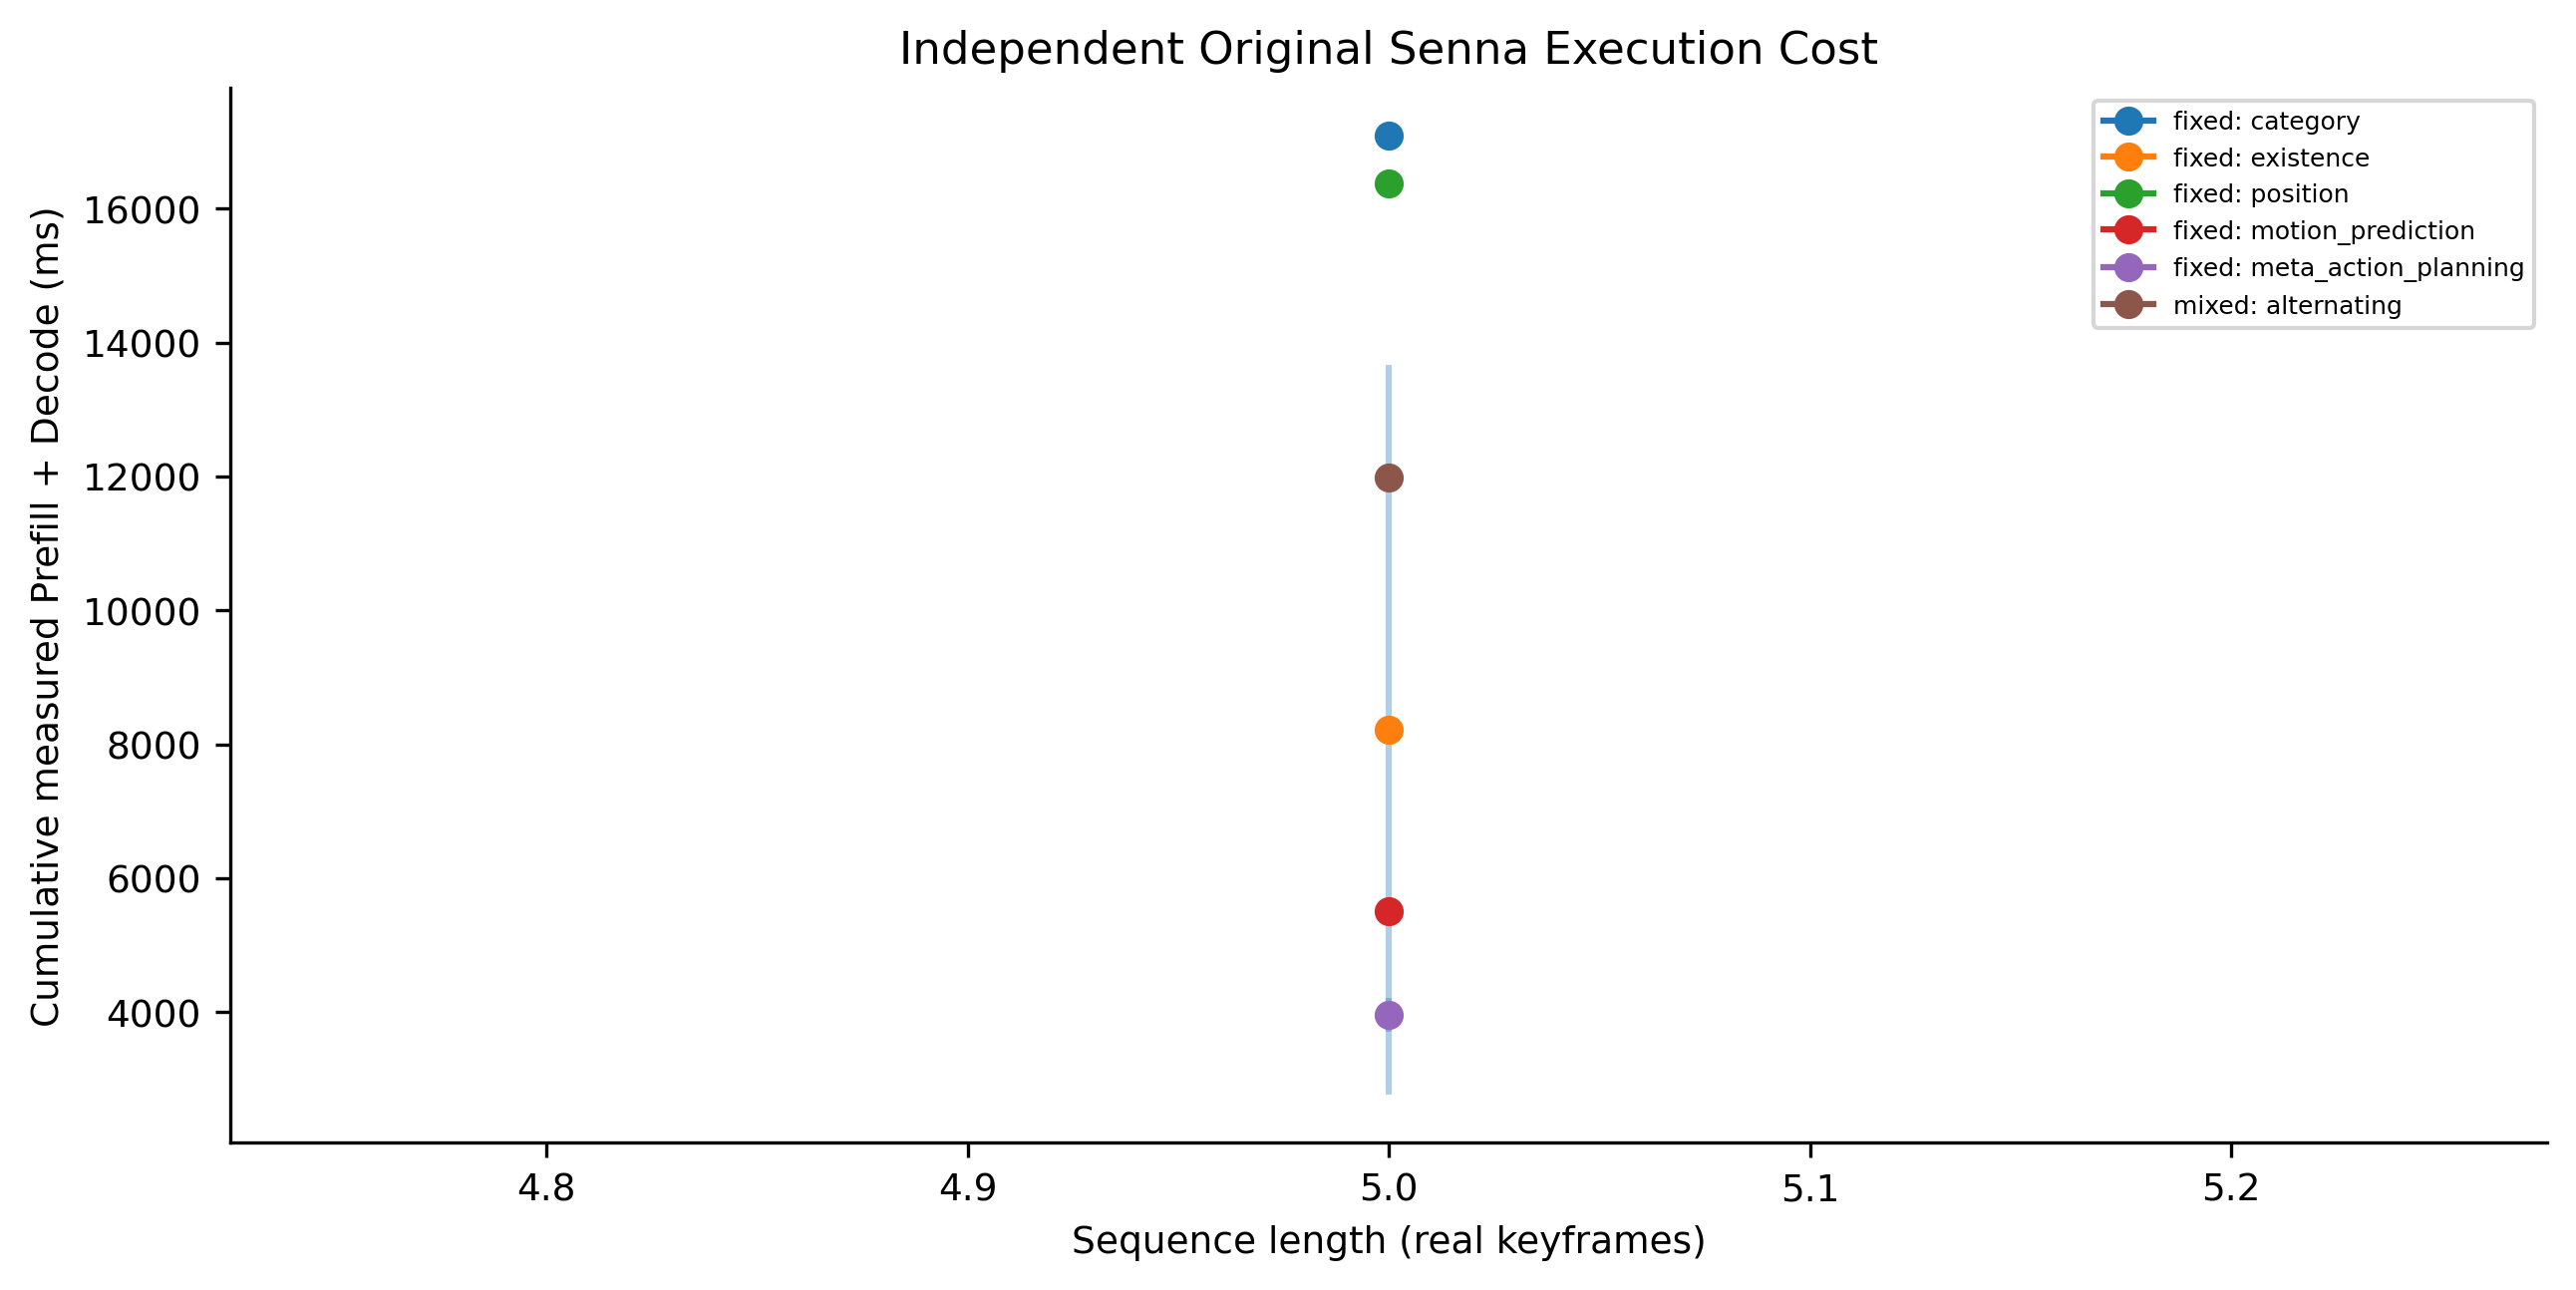 Independent Original Senna Execution Cost
fixed: category
fixed: existence
fixed: position
fixed: motion_prediction
fixed: meta_action_planning
mixed: alternating
Cumulative measured Prefill + Decode (ms)
16000
14000
12000
10000
8000
6000
4000
4.8
4.9
5.0
5.1
5.2
Sequence length (real keyframes)